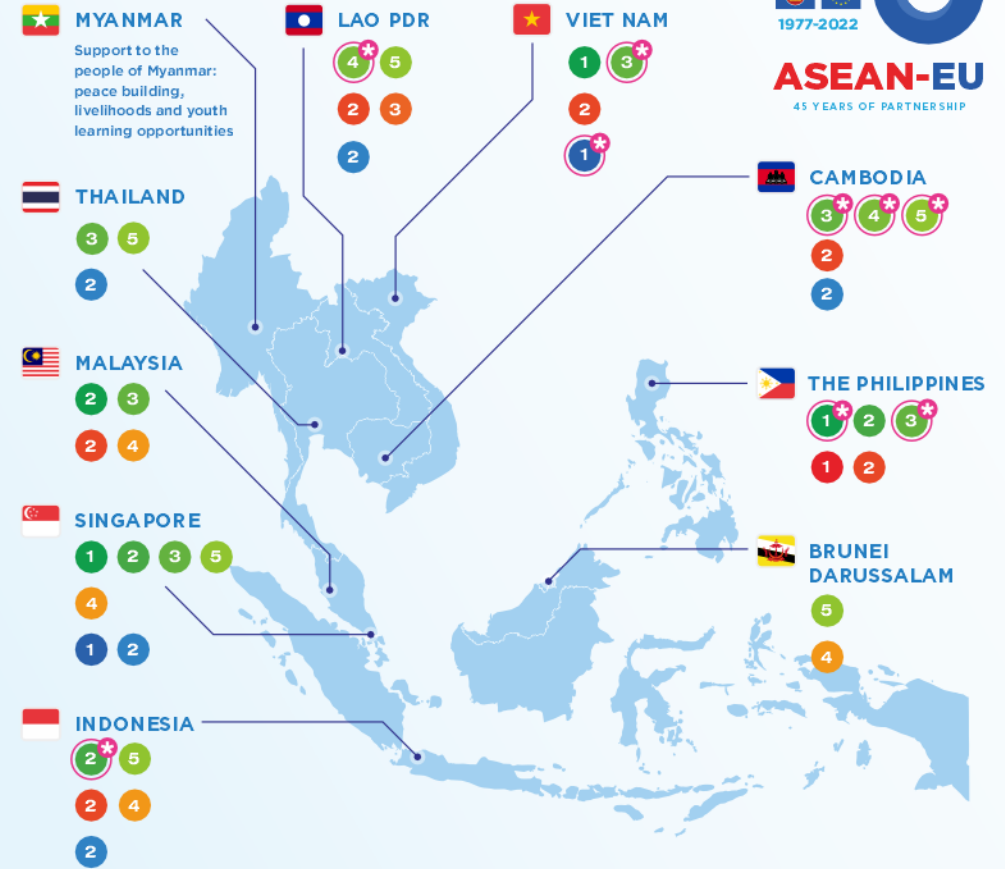 MYANMAR
Support to the
people of Myanmar:
peace building,
livelihoods and youth
learning opportunities
LAO PDR
4* 5
2 3
2
VIET NAM
1 3*
2
1*
1977-2022
ASEAN-EU
45 YEARS OF PARTNERSHIP
THAILAND
3 5
2
CAMBODIA
3* 4* 5*
2
2
MALAYSIA
2 3
2 4
THE PHILIPPINES
1* 2 3*
1 2
SINGAPORE
1 2 3 5
4
1 2
BRUNEI
DARUSSALAM
5
4
INDONESIA
2* 5
2 4
2